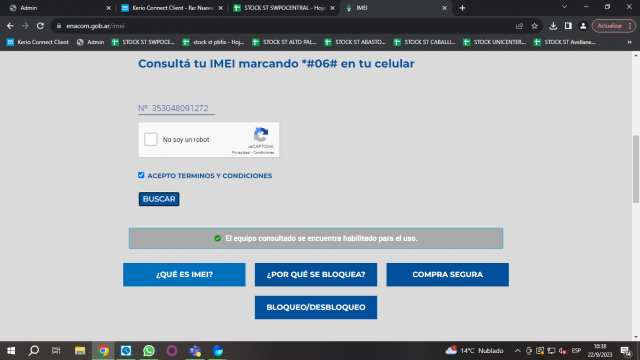 Admin
Kerio Connect Client - Re: Nuev
STOCK ST SWPOCENTRAL - Hoja
IMEI
enacom.gob.ar/imei
Actualizar
Kerio Connect Client
Admin
STOCK ST SWPOCE...
stock st pbfix - Hoj...
STOCK ST ALTO PAL...
STOCK ST ABASTO...
STOCK ST CABALLI...
STOCK UNICENTER...
STOCK ST Avellane...
Consultá tu IMEI marcando *#06# en tu celular
Nº 353048091272
No soy un robot
reCAPTCHA
Privacidad - Condiciones
ACEPTO TERMINOS Y CONDICIONES
BUSCAR
El equipo consultado se encuentra habilitado para el uso.
¿QUÉ ES IMEI?
¿POR QUÉ SE BLOQUEA?
COMPRA SEGURA
BLOQUEO/DESBLOQUEO
14°C Nublado
ESP
10:38
22/9/2023